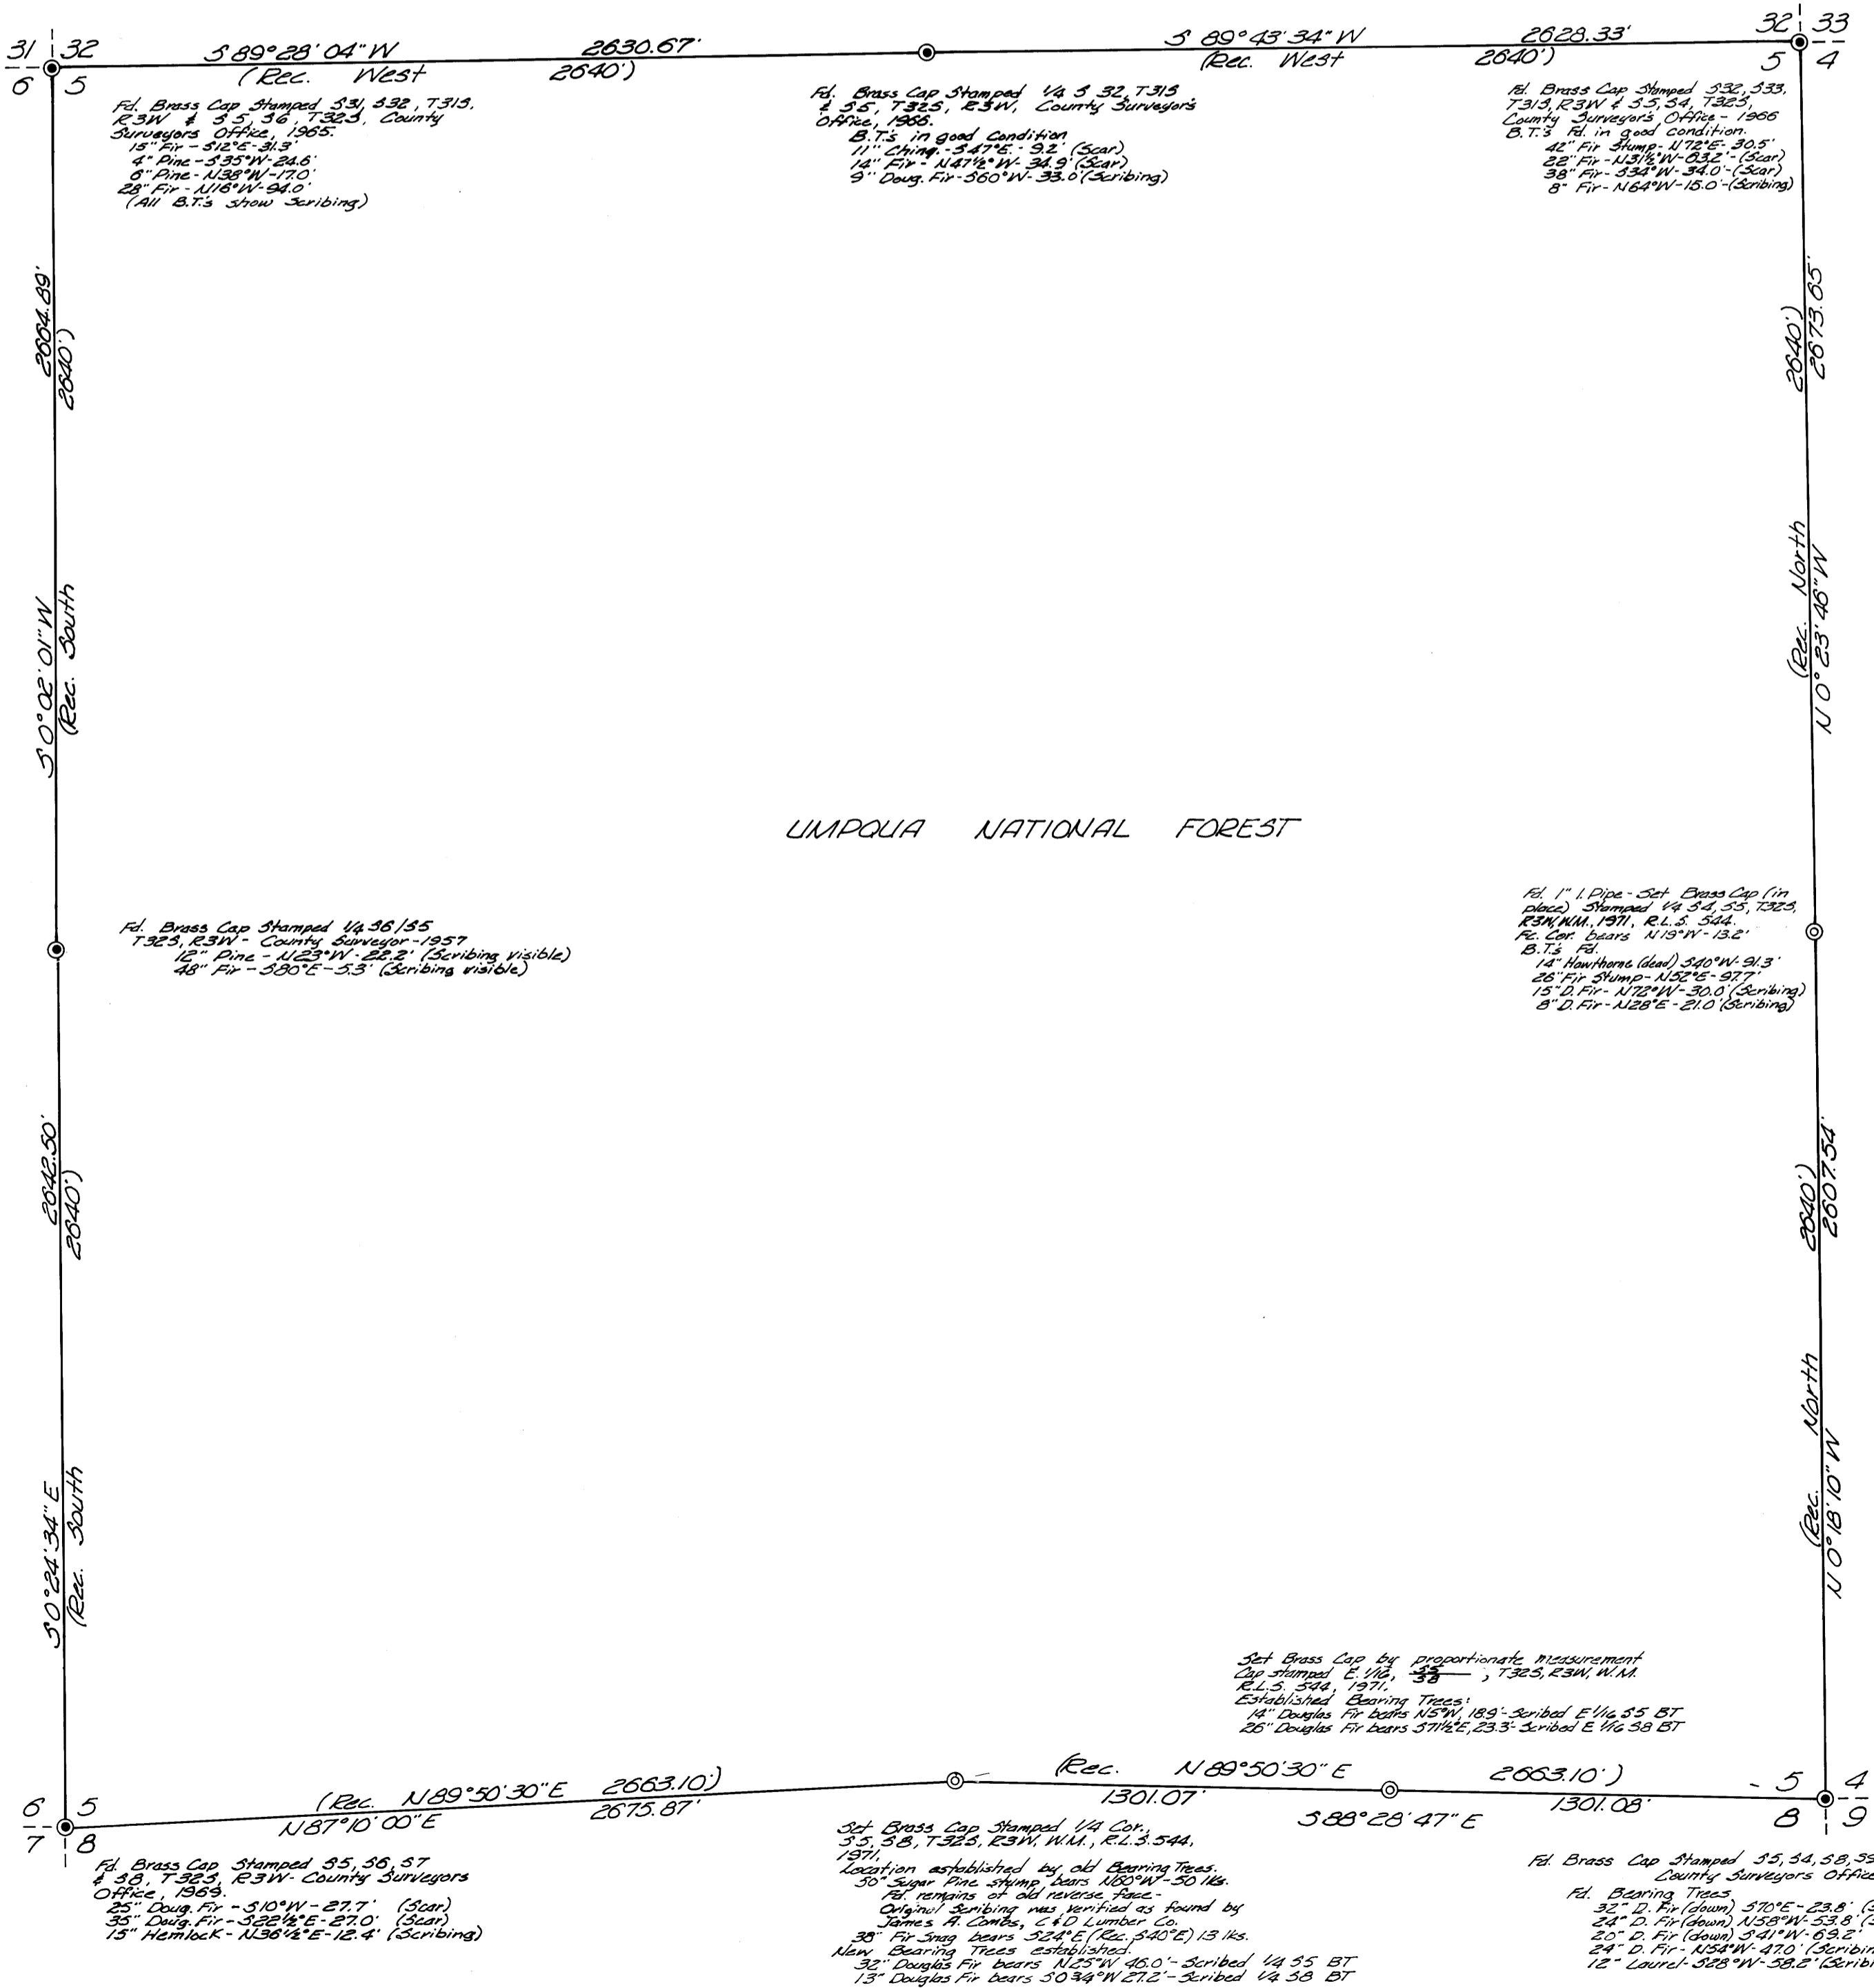 31 | 32
6 | 5
S 89°28'04" W 2630.67'
(Rec. West 2640')
S 89°43'34" W 2628.33'
(Rec. West 2640')
32 | 33
5 | 4
Fd. Brass Cap Stamped S31, S32, T31S,
R3W & S5, S6, T32S, County
Surveyors Office, 1965.
15" Fir - S12°E - 31.3'
4" Pine - S35°W - 24.6'
6" Pine - N38°W - 17.0'
28" Fir - N16°W - 94.0'
(All B.T.'s show Scribing)
Fd. Brass Cap Stamped 1/4 S 32, T31S
& S5, T32S, R3W, County Surveyor's
Office, 1966.
B.T.'s in good Condition
11" Ching. - S47°E - 9.2' (Scar)
14" Fir - N47½°W - 34.9' (Scar)
9" Doug. Fir - S60°W - 33.0' (Scribing)
Fd. Brass Cap Stamped S32, S33,
T31S, R3W & S5, S4, T32S,
County Surveyor's Office - 1966
B.T.'s Fd. in good condition.
42" Fir Stump - N72°E - 30.5'
22" Fir - N31½°W - 63.2' - (Scar)
38" Fir - S34°W - 34.0' - (Scar)
8" Fir - N64°W - 15.0' - (Scribing)
S 0°02'01" W 2664.89'
(Rec. South 2640')
(Rec. North 2640')
N 0°23'46" W 2673.65'
UMPQUA NATIONAL FOREST
Fd. Brass Cap Stamped 1/4 S6/S5
T32S, R3W - County Surveyor - 1957
12" Pine - N23°W - 22.2' (Scribing visible)
48" Fir - S80°E - 5.3' (Scribing visible)
Fd. 1" I. Pipe - Set Brass Cap (in
place) Stamped 1/4 S4, S5, T32S,
R3W, W.M., 1971, R.L.S. 544.
Fc. Cor. bears N19°W - 13.2'
B.T.'s Fd.
14" Hawthorne (dead) S40°W - 91.3'
26" Fir Stump - N52°E - 97.7'
15" D. Fir - N72°W - 30.0' (Scribing)
8" D. Fir - N28°E - 21.0' (Scribing)
S 0°24'34" E 2642.50'
(Rec. South 2640')
(Rec. North 2640')
N 0°18'10" W 2607.54'
Set Brass Cap by proportionate measurement
Cap stamped E. 1/16, S5/S8, T32S, R3W, W.M.
R.L.S. 544, 1971.
Established Bearing Trees:
14" Douglas Fir bears N5°W, 18.9' - Scribed E 1/16 S5 BT
26" Douglas Fir bears S71½°E, 23.3' - Scribed E 1/16 S8 BT
6 | 5
7 | 8
(Rec. N89°50'30"E 2663.10')
N87°10'00"E 2675.87'
(Rec. N89°50'30"E 2663.10')
1301.07' S88°28'47"E 1301.08'
5 | 4
8 | 9
Fd. Brass Cap Stamped S5, S6, S7
& S8, T32S, R3W - County Surveyors
Office, 1969.
25" Doug. Fir - S10°W - 27.7' (Scar)
35" Doug. Fir - S22½°E - 27.0' (Scar)
15" Hemlock - N36½°E - 12.4' (Scribing)
Set Brass Cap Stamped 1/4 Cor.,
S5, S8, T32S, R3W, W.M., R.L.S. 544,
1971.
Location established by old Bearing Trees.
50" Sugar Pine stump bears N60°W - 50 lks.
Fd. remains of old reverse face -
Original Scribing was verified as found by
James A. Combs, C & D Lumber Co.
38" Fir Snag bears S24°E (Rec. S40°E) 13 lks.
New Bearing Trees established.
32" Douglas Fir bears N25°W 46.0' - Scribed 1/4 S5 BT
13" Douglas Fir bears S03¼°W 27.2' - Scribed 1/4 S8 BT
Fd. Brass Cap Stamped S5, S4, S8, S9
County Surveyors Office
Fd. Bearing Trees
32" D. Fir (down) S70°E - 23.8'
24" D. Fir (down) N58°W - 53.8'
20" D. Fir (down) S41°W - 69.2'
24" D. Fir - N54°W - 47.0' (Scribin
12" Laurel - S28°W - 58.2' (Scrib